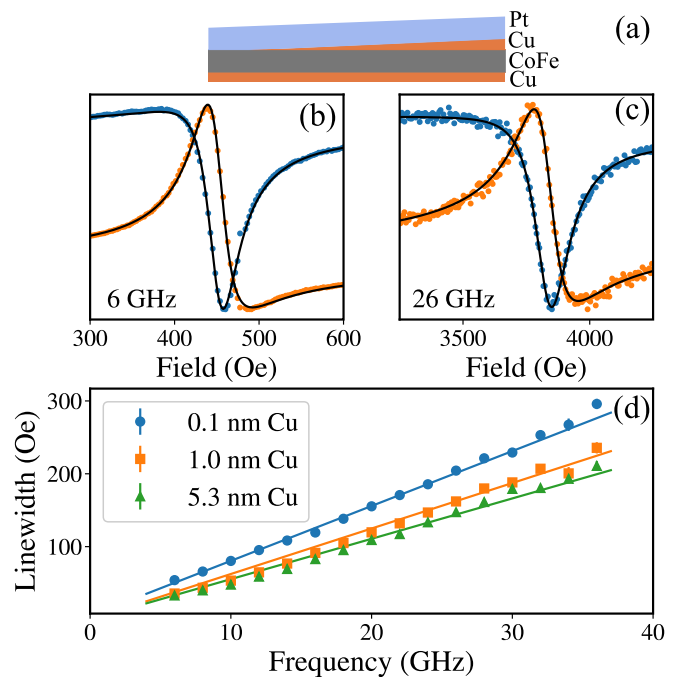 Pt
(a)
Cu
CoFe
Cu
(b)
(c)
6 GHz
26 GHz
300 400 500 600
3500 4000
Field (Oe)
Field (Oe)
(d)
300
200
100
Linewidth (Oe)
0.1 nm Cu
1.0 nm Cu
5.3 nm Cu
0 10 20 30 40
Frequency (GHz)